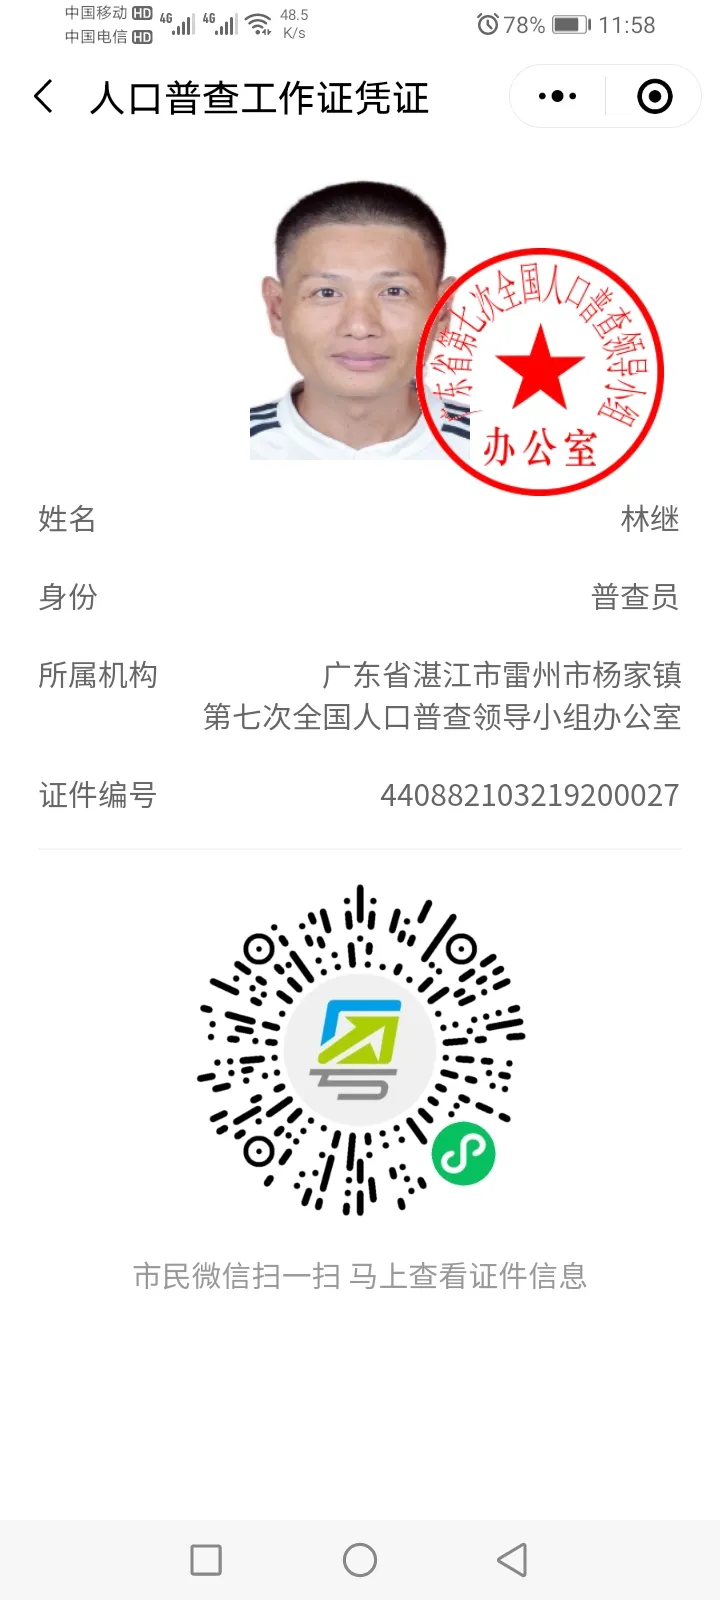 中国移动 HD 4G 4G 48.5 K/s 78% 11:58
中国电信 HD
人口普查工作证凭证
广东省第七次全国人口普查领导小组
办公室
姓名 林继
身份 普查员
所属机构 广东省湛江市雷州市杨家镇
第七次全国人口普查领导小组办公室
证件编号 440882103219200027
市民微信扫一扫 马上查看证件信息